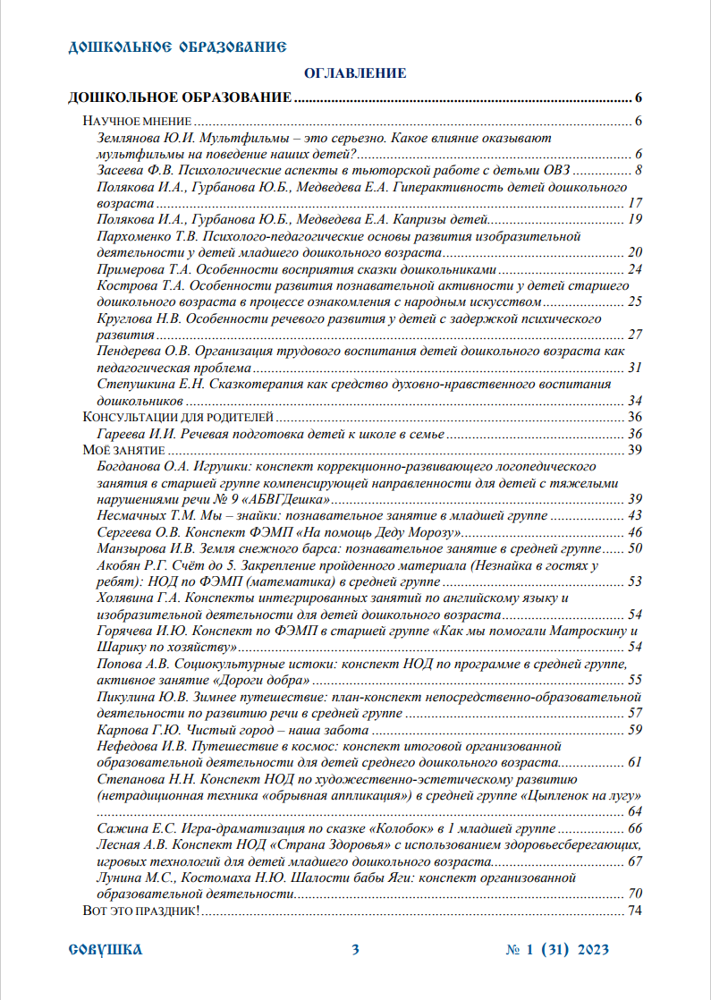 ДОШКОЛЬНОЕ ОБРАЗОВАНИЕ
ОГЛАВЛЕНИЕ
ДОШКОЛЬНОЕ ОБРАЗОВАНИЕ 6
НАУЧНОЕ МНЕНИЕ 6
Землянова Ю.И. Мультфильмы – это серьезно. Какое влияние оказывают
мультфильмы на поведение наших детей? 6
Засеева Ф.В. Психологические аспекты в тьюторской работе с детьми ОВЗ 8
Полякова И.А., Гурбанова Ю.Б., Медведева Е.А. Гиперактивность детей дошкольного
возраста 17
Полякова И.А., Гурбанова Ю.Б., Медведева Е.А. Капризы детей 19
Пархоменко Т.В. Психолого-педагогические основы развития изобразительной
деятельности у детей младшего дошкольного возраста 20
Примерова Т.А. Особенности восприятия сказки дошкольниками 24
Кострова Т.А. Особенности развития познавательной активности у детей старшего
дошкольного возраста в процессе ознакомления с народным искусством 25
Круглова Н.В. Особенности речевого развития у детей с задержкой психического
развития 27
Пендерева О.В. Организация трудового воспитания детей дошкольного возраста как
педагогическая проблема 31
Степушкина Е.Н. Сказкотерапия как средство духовно-нравственного воспитания
дошкольников 34
КОНСУЛЬТАЦИИ ДЛЯ РОДИТЕЛЕЙ 36
Гареева И.И. Речевая подготовка детей к школе в семье 36
МОЁ ЗАНЯТИЕ 39
Богданова О.А. Игрушки: конспект коррекционно-развивающего логопедического
занятия в старшей группе компенсирующей направленности для детей с тяжелыми
нарушениями речи № 9 «АБВГДешка» 39
Несмачных Т.М. Мы – знайки: познавательное занятие в младшей группе 43
Сергеева О.В. Конспект ФЭМП «На помощь Деду Морозу» 46
Манзырова И.В. Земля снежного барса: познавательное занятие в средней группе 50
Акобян Р.Г. Счёт до 5. Закрепление пройденного материала (Незнайка в гостях у
ребят): НОД по ФЭМП (математика) в средней группе 53
Холявина Г.А. Конспекты интегрированных занятий по английскому языку и
изобразительной деятельности для детей дошкольного возраста 54
Горячева И.Ю. Конспект по ФЭМП в старшей группе «Как мы помогали Матроскину и
Шарику по хозяйству» 54
Попова А.В. Социокультурные истоки: конспект НОД по программе в средней группе,
активное занятие «Дороги добра» 55
Пикулина Ю.В. Зимнее путешествие: план-конспект непосредственно-образовательной
деятельности по развитию речи в средней группе 57
Карпова Г.Ю. Чистый город – наша забота 59
Нефедова И.В. Путешествие в космос: конспект итоговой организованной
образовательной деятельности для детей среднего дошкольного возраста 61
Степанова Н.Н. Конспект НОД по художественно-эстетическому развитию
(нетрадиционная техника «обрывная аппликация») в средней группе «Цыпленок на лугу»
64
Сажина Е.С. Игра-драматизация по сказке «Колобок» в 1 младшей группе 66
Лесная А.В. Конспект НОД «Страна Здоровья» с использованием здоровьесберегающих,
игровых технологий для детей младшего дошкольного возраста 67
Лунина М.С., Костомаха Н.Ю. Шалости бабы Яги: конспект организованной
образовательной деятельности 70
ВОТ ЭТО ПРАЗДНИК! 74
СОВУШКА 3 № 1 (31) 2023